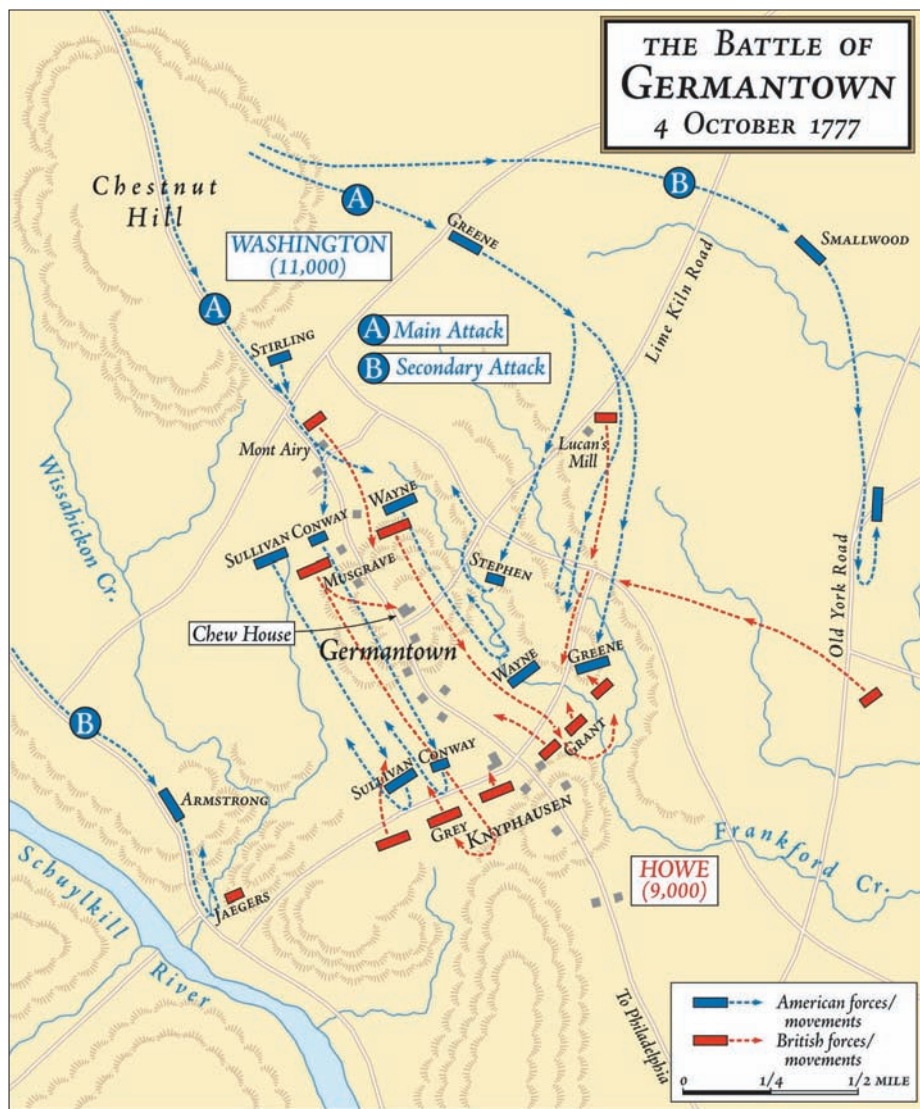 THE BATTLE OF
GERMANTOWN
4 OCTOBER 1777
Chestnut
Hill
A
B
GREENE
SMALLWOOD
WASHINGTON
(11,000)
A
A Main Attack
B Secondary Attack
STIRLING
Lime Kiln Road
Mont Airy
Lucan's
Mill
Wissahickon Cr.
WAYNE
SULLIVAN
CONWAY
MUSGRAVE
STEPHEN
Old York Road
Chew House
Germantown
WAYNE
GREENE
B
GRANT
SULLIVAN
CONWAY
ARMSTRONG
GREY
KNYPHAUSEN
Frankford Cr.
HOWE
(9,000)
JAEGERS
Schuylkill
River
To Philadelphia
American forces/
movements
British forces/
movements
0 1/4 1/2 MILE